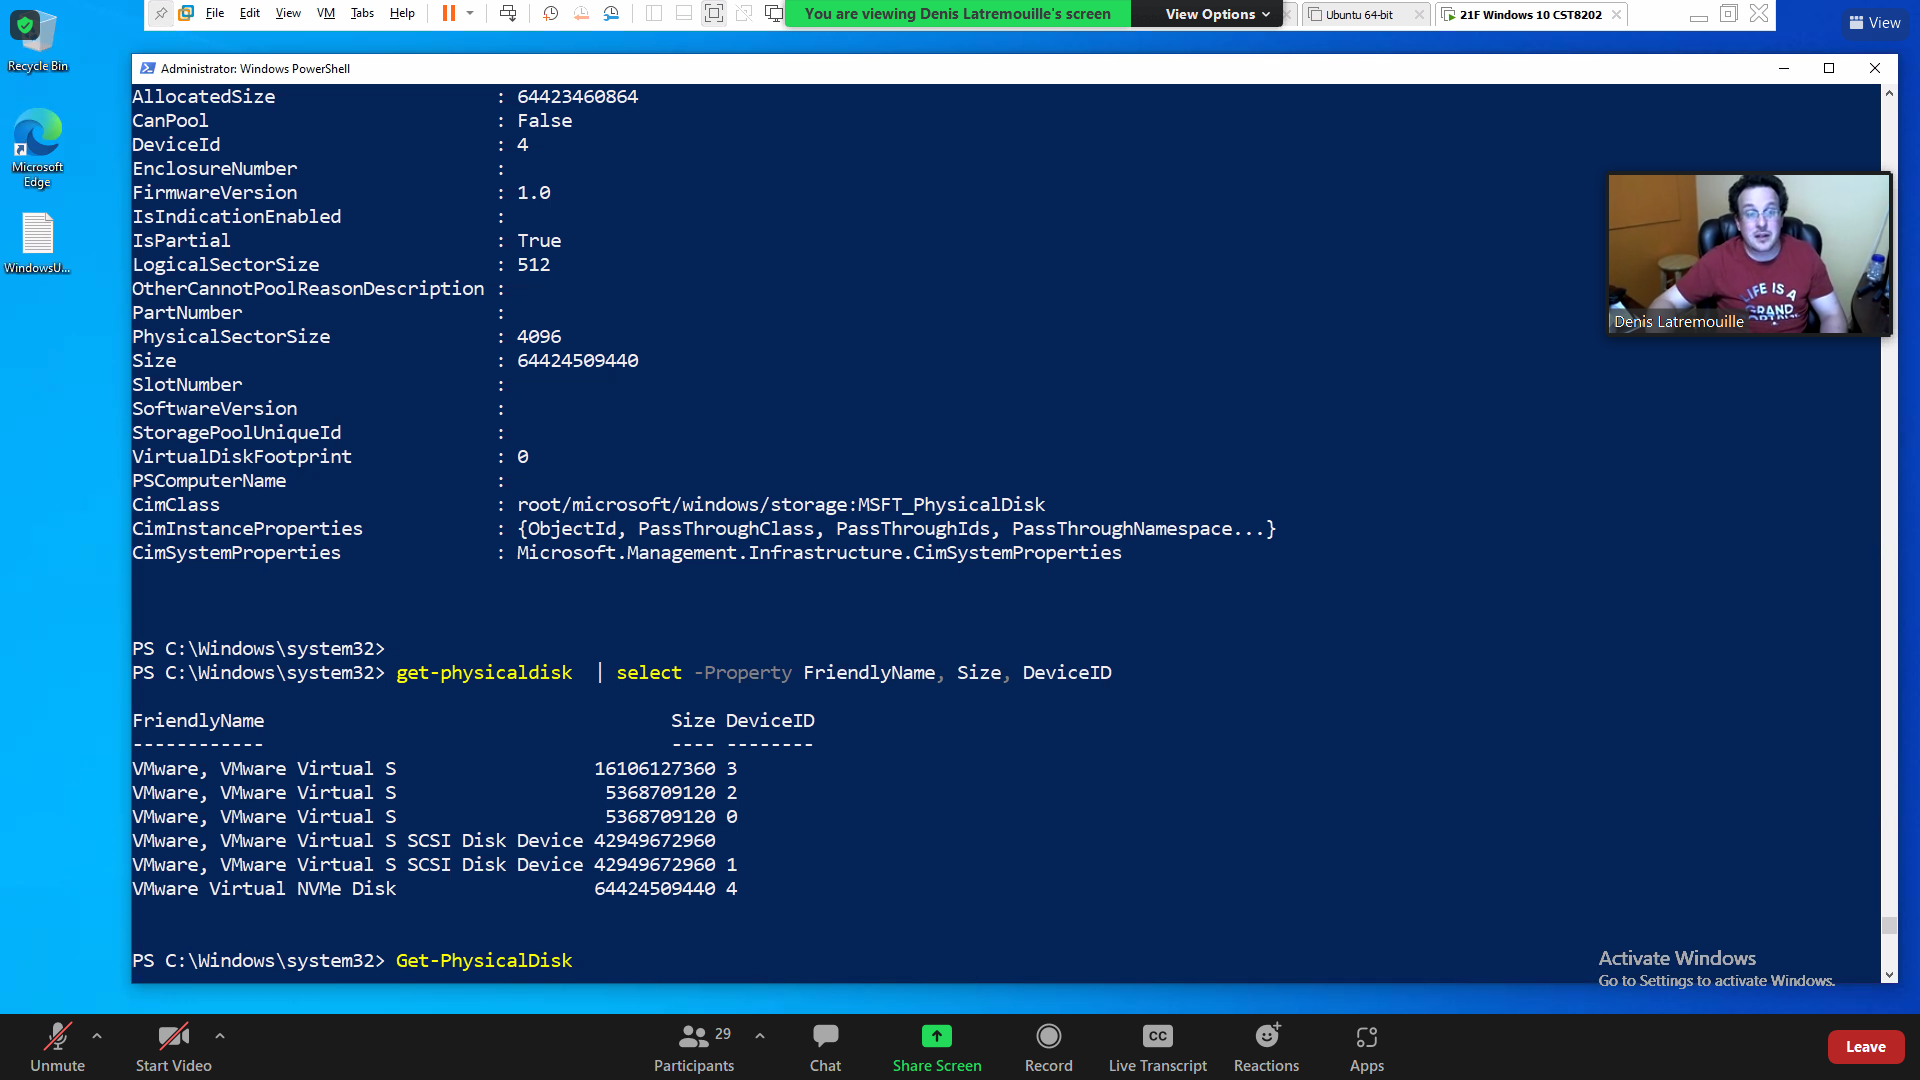 File Edit View VM Tabs Help
You are viewing Denis Latremouille's screen
View Options
Ubuntu 64-bit
21F Windows 10 CST8202
View
Recycle Bin
Microsoft
Edge
WindowsU...
Administrator: Windows PowerShell
AllocatedSize : 64423460864
CanPool : False
DeviceId : 4
EnclosureNumber :
FirmwareVersion : 1.0
IsIndicationEnabled :
IsPartial : True
LogicalSectorSize : 512
OtherCannotPoolReasonDescription :
PartNumber :
PhysicalSectorSize : 4096
Size : 64424509440
SlotNumber :
SoftwareVersion :
StoragePoolUniqueId :
VirtualDiskFootprint : 0
PSComputerName :
CimClass : root/microsoft/windows/storage:MSFT_PhysicalDisk
CimInstanceProperties : {ObjectId, PassThroughClass, PassThroughIds, PassThroughNamespace...}
CimSystemProperties : Microsoft.Management.Infrastructure.CimSystemProperties
PS C:\Windows\system32>
PS C:\Windows\system32> get-physicaldisk | select -Property FriendlyName, Size, DeviceID
FriendlyName Size DeviceID
------------ ---- --------
VMware, VMware Virtual S 16106127360 3
VMware, VMware Virtual S 5368709120 2
VMware, VMware Virtual S 5368709120 0
VMware, VMware Virtual S SCSI Disk Device 42949672960
VMware, VMware Virtual S SCSI Disk Device 42949672960 1
VMware Virtual NVMe Disk 64424509440 4
PS C:\Windows\system32> Get-PhysicalDisk
LIFE IS A
GRAND
Denis Latremouille
Activate Windows
Go to Settings to activate Windows.
Unmute
Start Video
29
Participants
Chat
Share Screen
Record
CC
Live Transcript
Reactions
Apps
Leave